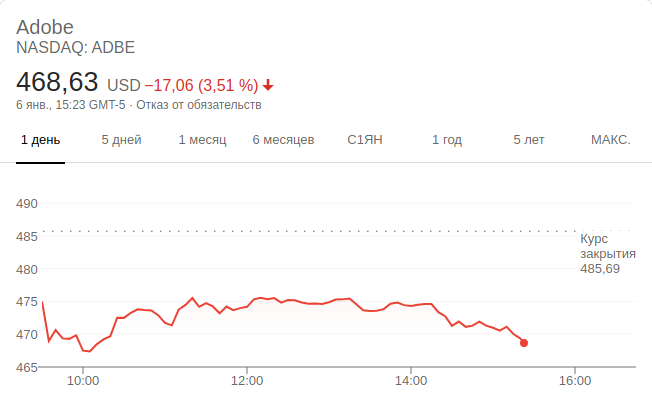 Adobe
NASDAQ: ADBE
468,63 USD −17,06 (3,51 %)
6 янв., 15:23 GMT-5 · Отказ от обязательств
1 день 5 дней 1 месяц 6 месяцев С1ЯН 1 год 5 лет МАКС.
490
485
Курс
закрытия
485,69
480
475
470
465
10:00 12:00 14:00 16:00